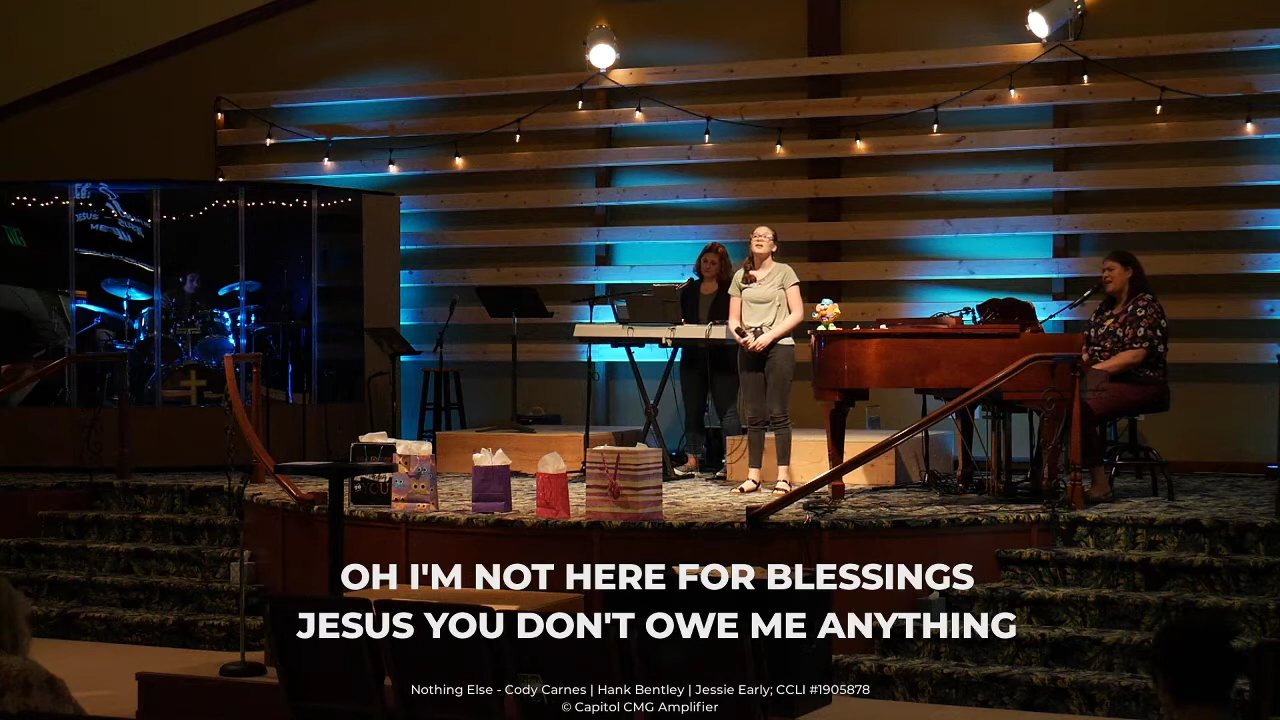 OH I'M NOT HERE FOR BLESSINGS
JESUS YOU DON'T OWE ME ANYTHING
Nothing Else - Cody Carnes | Hank Bentley | Jessie Early; CCLI #1905878
© Capitol CMG Amplifier